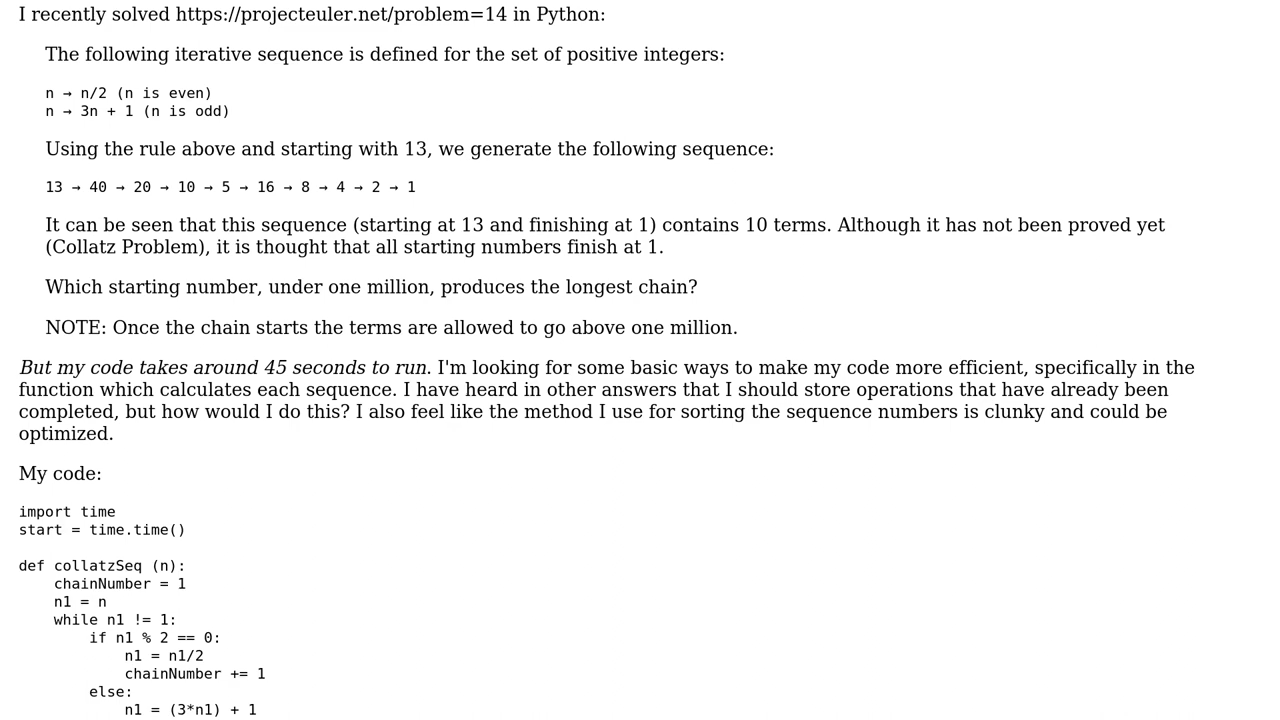 I recently solved https://projecteuler.net/problem=14 in Python:
The following iterative sequence is defined for the set of positive integers:
n → n/2 (n is even)
n → 3n + 1 (n is odd)
Using the rule above and starting with 13, we generate the following sequence:
13 → 40 → 20 → 10 → 5 → 16 → 8 → 4 → 2 → 1
It can be seen that this sequence (starting at 13 and finishing at 1) contains 10 terms. Although it has not been proved yet
(Collatz Problem), it is thought that all starting numbers finish at 1.
Which starting number, under one million, produces the longest chain?
NOTE: Once the chain starts the terms are allowed to go above one million.
But my code takes around 45 seconds to run. I'm looking for some basic ways to make my code more efficient, specifically in the
function which calculates each sequence. I have heard in other answers that I should store operations that have already been
completed, but how would I do this? I also feel like the method I use for sorting the sequence numbers is clunky and could be
optimized.
My code:
import time
start = time.time()
def collatzSeq (n):
    chainNumber = 1
    n1 = n
    while n1 != 1:
        if n1 % 2 == 0:
            n1 = n1/2
            chainNumber += 1
        else:
            n1 = (3*n1) + 1